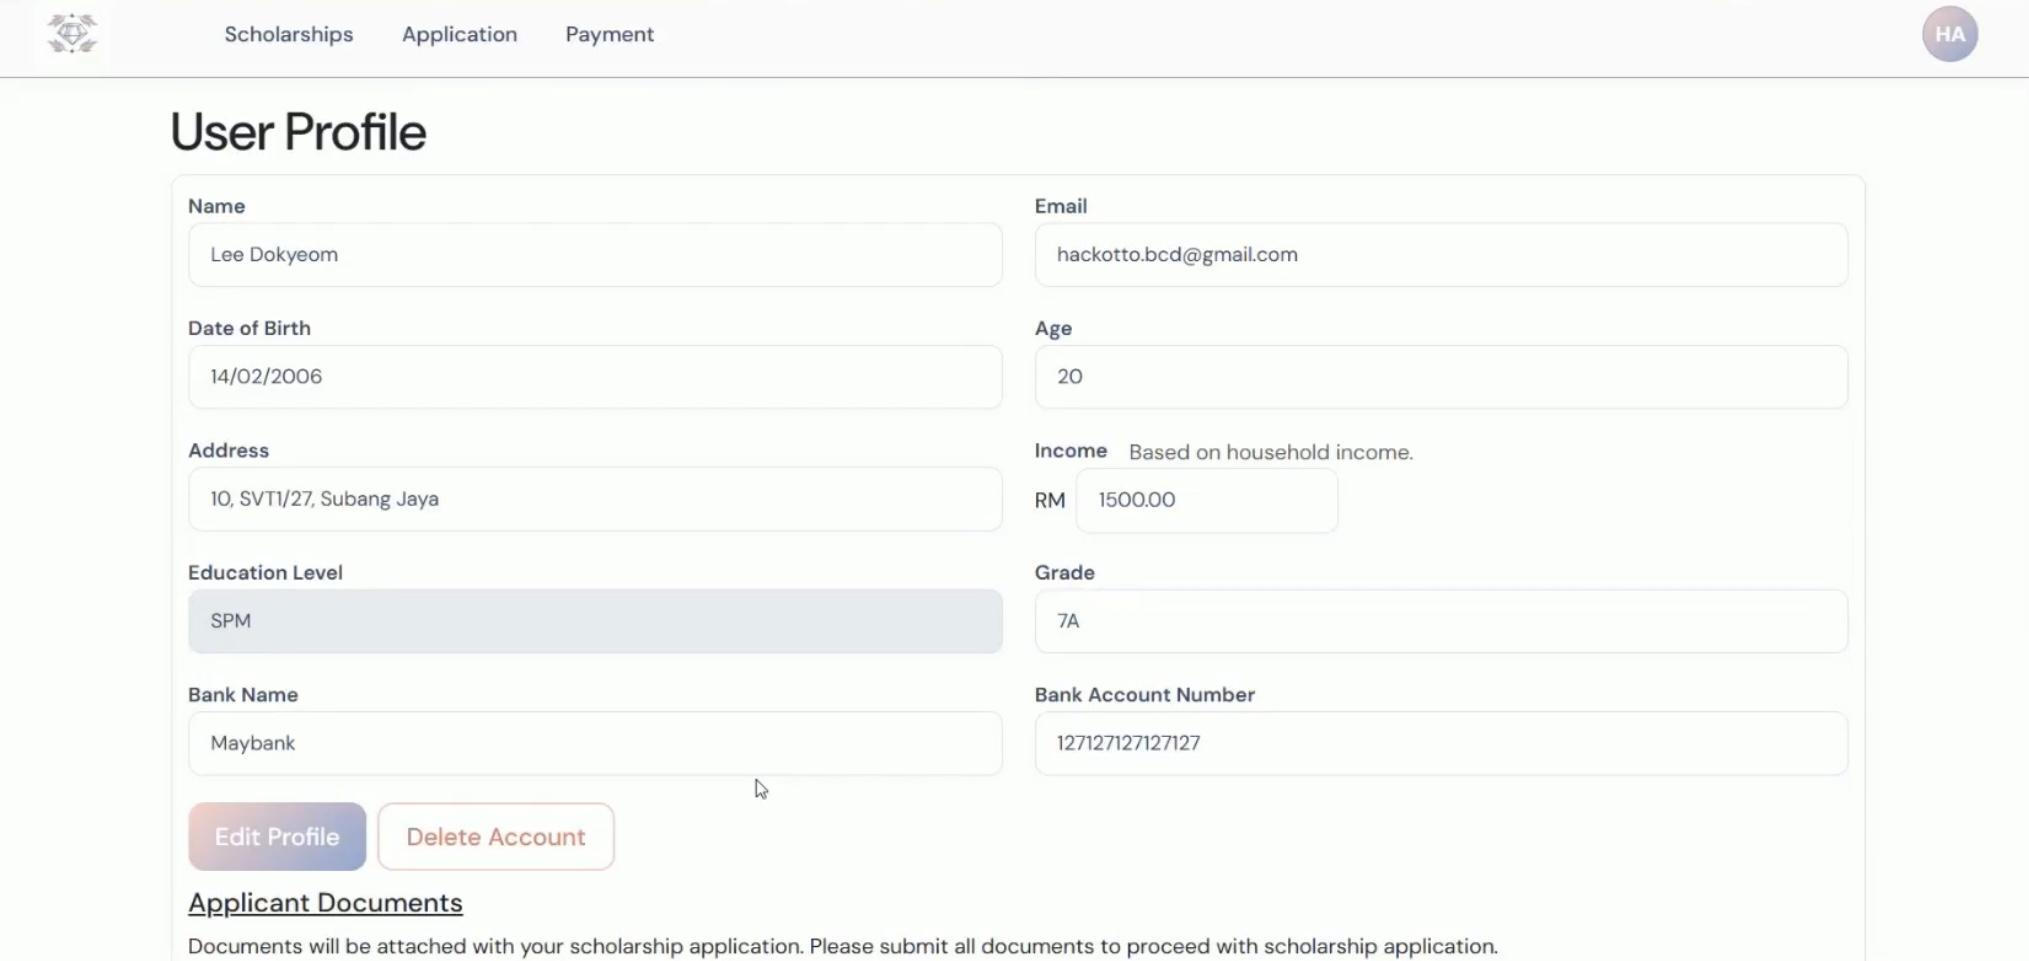 Scholarships Application Payment HA
User Profile
Name Email
Lee Dokyeom hackotto.bcd@gmail.com
Date of Birth Age
14/02/2006 20
Address Income Based on household income.
10, SVT1/27, Subang Jaya RM 1500.00
Education Level Grade
SPM 7A
Bank Name Bank Account Number
Maybank 127127127127127
Edit Profile Delete Account
Applicant Documents
Documents will be attached with your scholarship application. Please submit all documents to proceed with scholarship application.